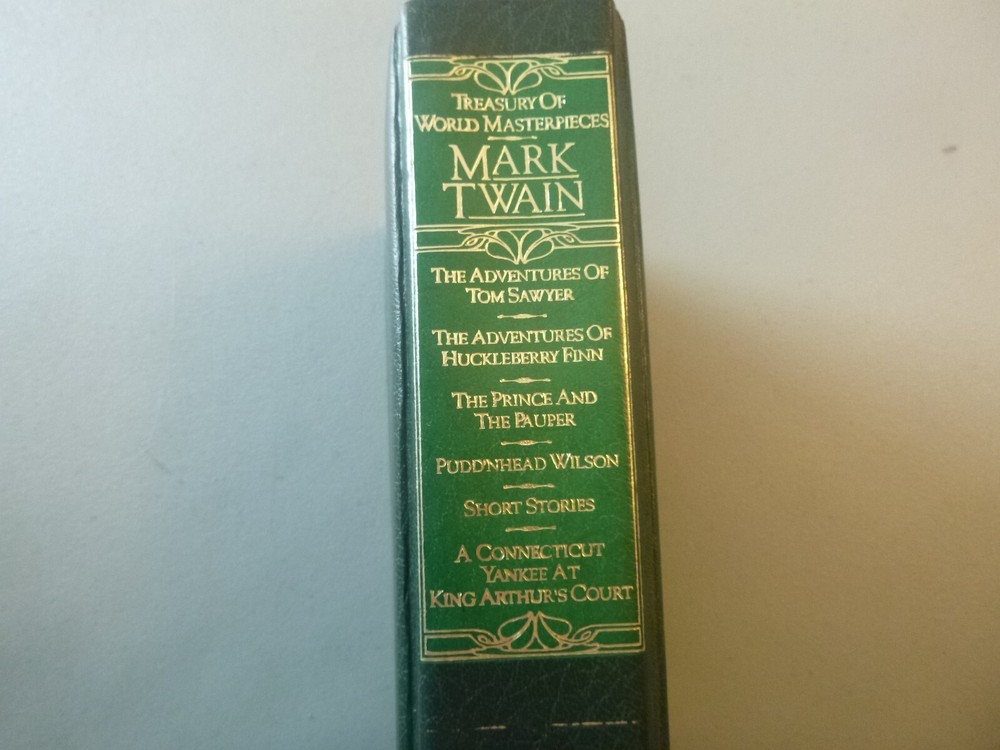 TREASURY OF
WORLD MASTERPIECES
MARK
TWAIN
THE ADVENTURES OF
TOM SAWYER
THE ADVENTURES OF
HUCKLEBERRY FINN
THE PRINCE AND
THE PAUPER
PUDD'NHEAD WILSON
SHORT STORIES
A CONNECTICUT
YANKEE AT
KING ARTHUR'S COURT